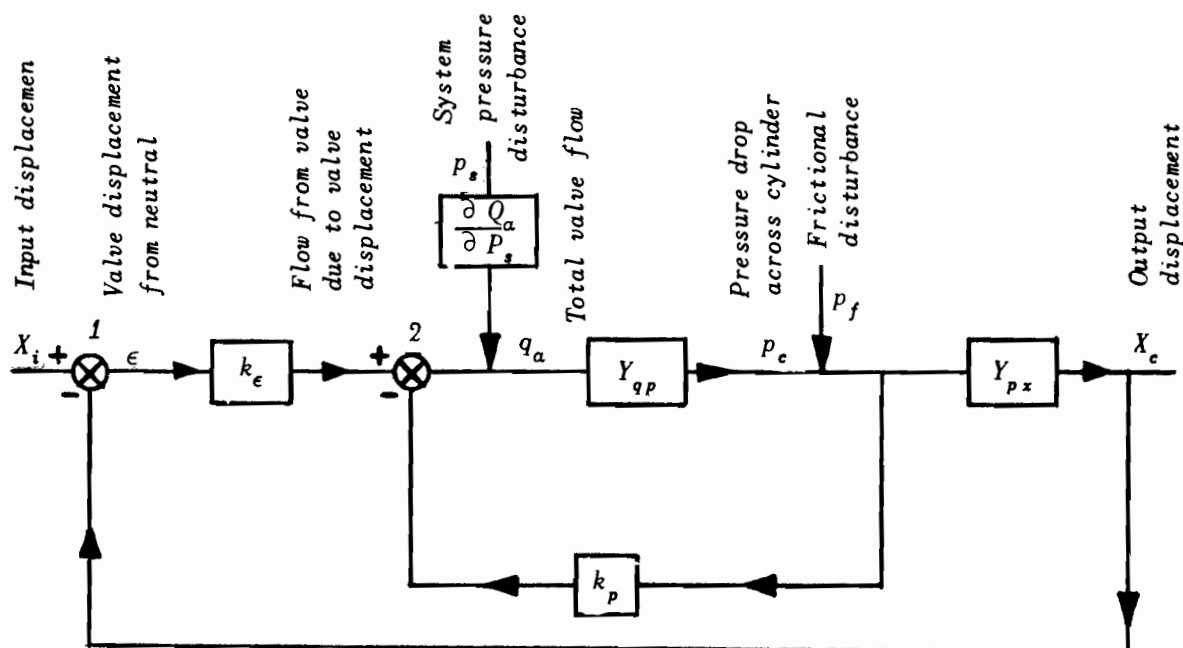 Input displacemen
Valve displacement
from neutral
Flow from valve
due to valve
displacement
System
pressure
disturbance
Total valve flow
Pressure drop
across cylinder
Frictional
disturbance
Output
displacement
p_s
∂ Q_a
∂ P_s
p_f
X_i
+
1
-
ϵ
k_ϵ
+
2
-
q_a
Y_qp
p_e
Y_px
X_e
k_p